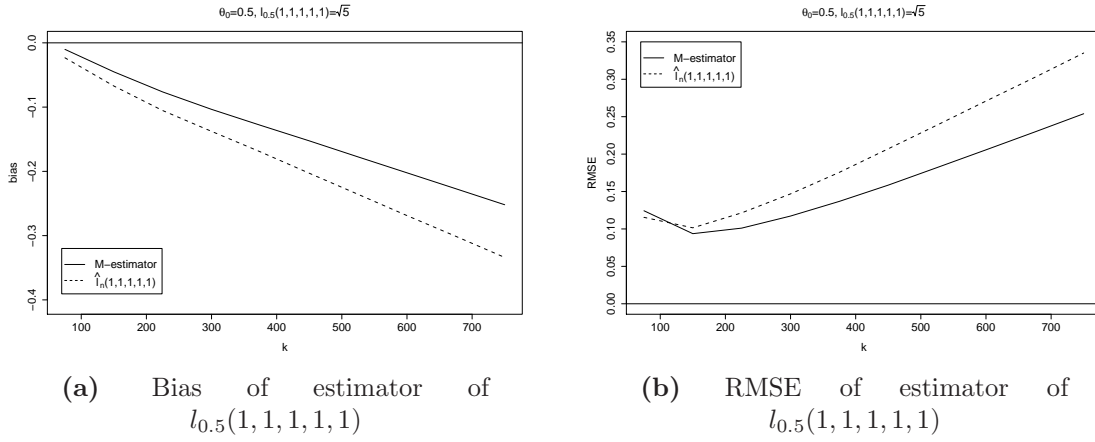 θ₀=0.5, l₀.₅(1,1,1,1,1)=√5
bias
0.0
−0.1
−0.2
−0.3
−0.4
M−estimator
l̂ₙ(1,1,1,1,1)
100 200 300 400 500 600 700
k
(a) Bias of estimator of
l₀.₅(1, 1, 1, 1, 1)
θ₀=0.5, l₀.₅(1,1,1,1,1)=√5
RMSE
0.35
0.30
0.25
0.20
0.15
0.10
0.05
0.00
M−estimator
l̂ₙ(1,1,1,1,1)
100 200 300 400 500 600 700
k
(b) RMSE of estimator of
l₀.₅(1, 1, 1, 1, 1)